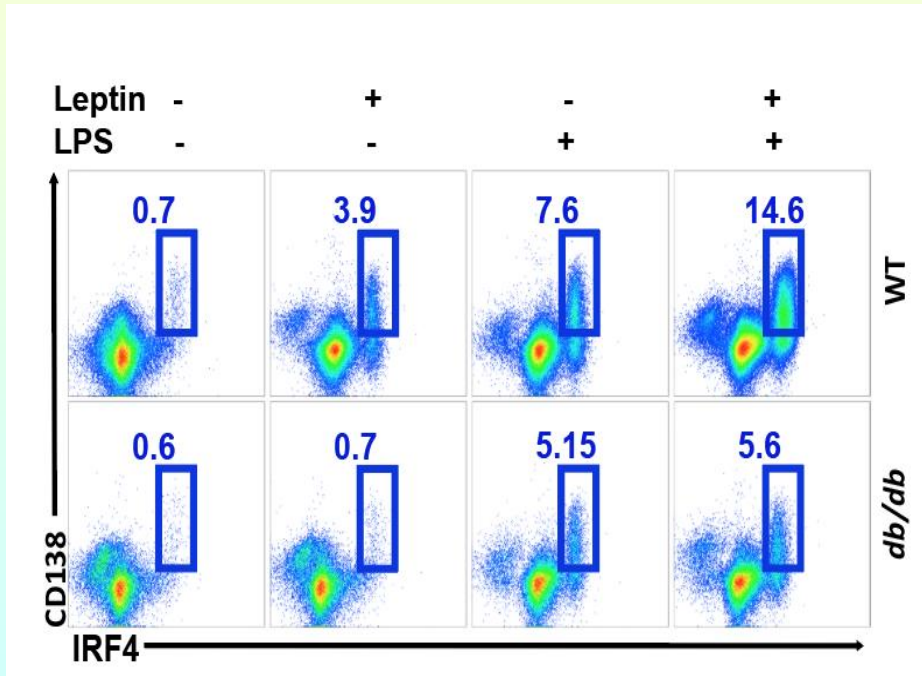 Leptin - + - +
LPS - - + +
0.7 3.9 7.6 14.6
WT
0.6 0.7 5.15 5.6
db/db
CD138
IRF4